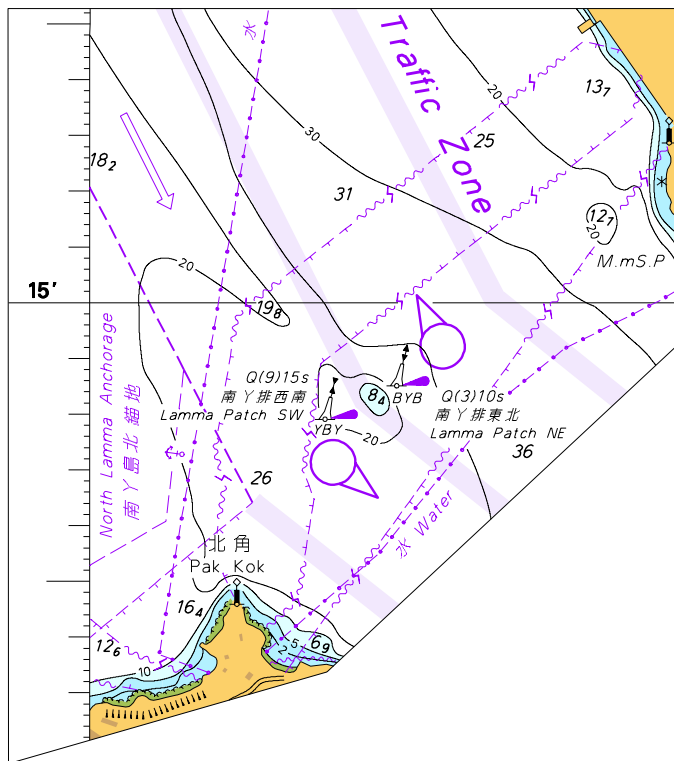 水
Traffic Zone
20
13₇
30
25
18₂
31
12₇
20
M.mS.P
20
15'
19₈
Q(9)15s
南丫排西南
Lamma Patch SW
YBY
8₄
BYB
Q(3)10s
南丫排東北
Lamma Patch NE
20
36
North Lamma Anchorage
南丫島北錨地
26
水 Water
北角
Pak Kok
16₄
12₆
10
5
2
6₉